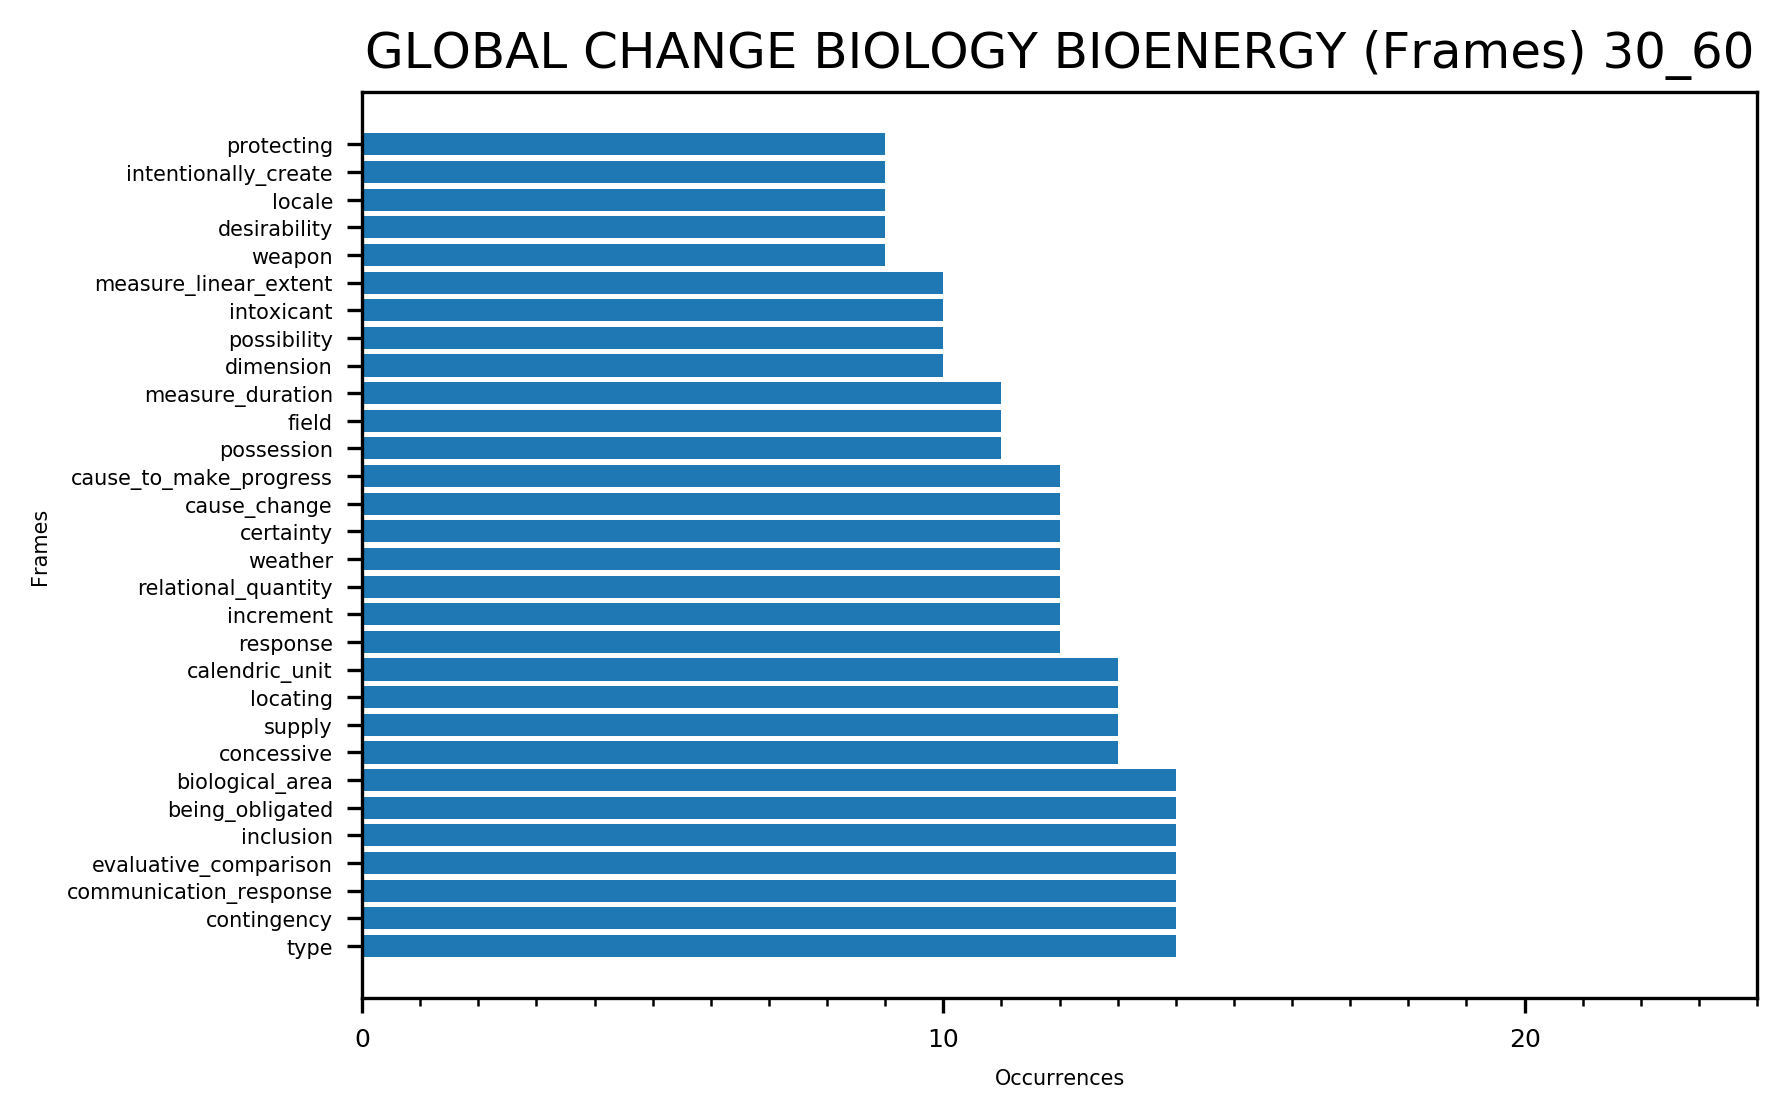 GLOBAL CHANGE BIOLOGY BIOENERGY (Frames) 30_60
protecting
intentionally_create
locale
desirability
weapon
measure_linear_extent
intoxicant
possibility
dimension
measure_duration
field
possession
cause_to_make_progress
cause_change
certainty
weather
relational_quantity
increment
response
calendric_unit
locating
supply
concessive
biological_area
being_obligated
inclusion
evaluative_comparison
communication_response
contingency
type
Frames
0 10 20
Occurrences